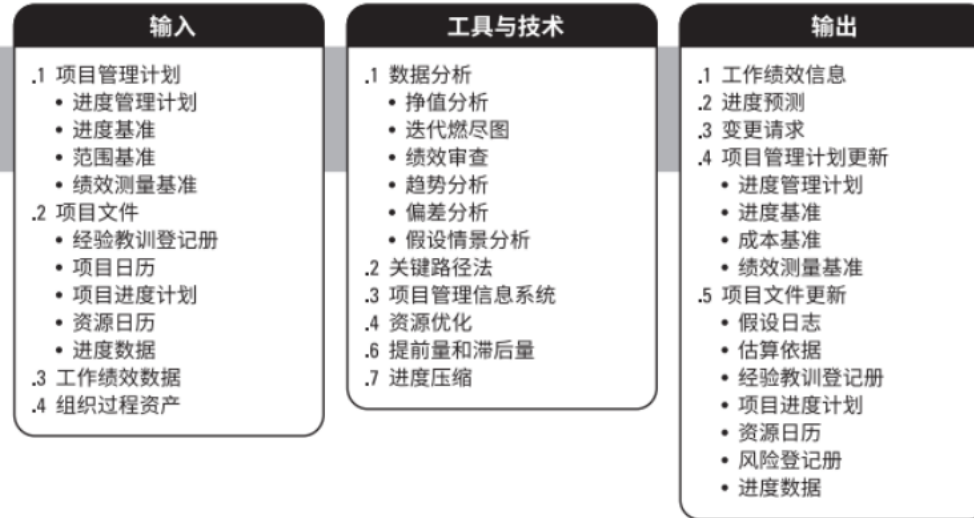 输入
.1 项目管理计划
• 进度管理计划
• 进度基准
• 范围基准
• 绩效测量基准
.2 项目文件
• 经验教训登记册
• 项目日历
• 项目进度计划
• 资源日历
• 进度数据
.3 工作绩效数据
.4 组织过程资产
工具与技术
.1 数据分析
• 挣值分析
• 迭代燃尽图
• 绩效审查
• 趋势分析
• 偏差分析
• 假设情景分析
.2 关键路径法
.3 项目管理信息系统
.4 资源优化
.6 提前量和滞后量
.7 进度压缩
输出
.1 工作绩效信息
.2 进度预测
.3 变更请求
.4 项目管理计划更新
• 进度管理计划
• 进度基准
• 成本基准
• 绩效测量基准
.5 项目文件更新
• 假设日志
• 估算依据
• 经验教训登记册
• 项目进度计划
• 资源日历
• 风险登记册
• 进度数据